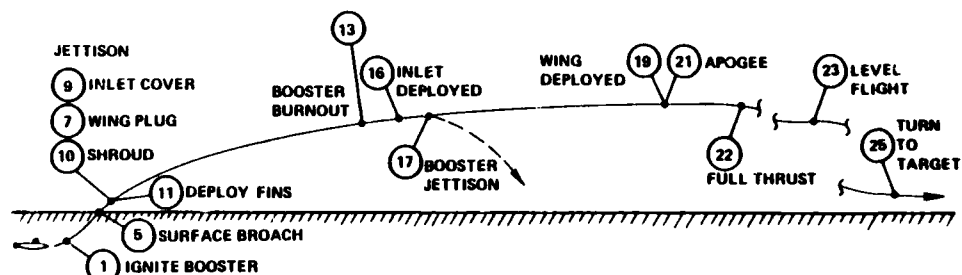 JETTISON
9 INLET COVER
7 WING PLUG
10 SHROUD
11 DEPLOY FINS
5 SURFACE BROACH
1 IGNITE BOOSTER
13
BOOSTER
BURNOUT
16 INLET
DEPLOYED
17 BOOSTER
JETTISON
WING
DEPLOYED
19
21 APOGEE
22
FULL THRUST
23 LEVEL
FLIGHT
25 TURN
TO
TARGET